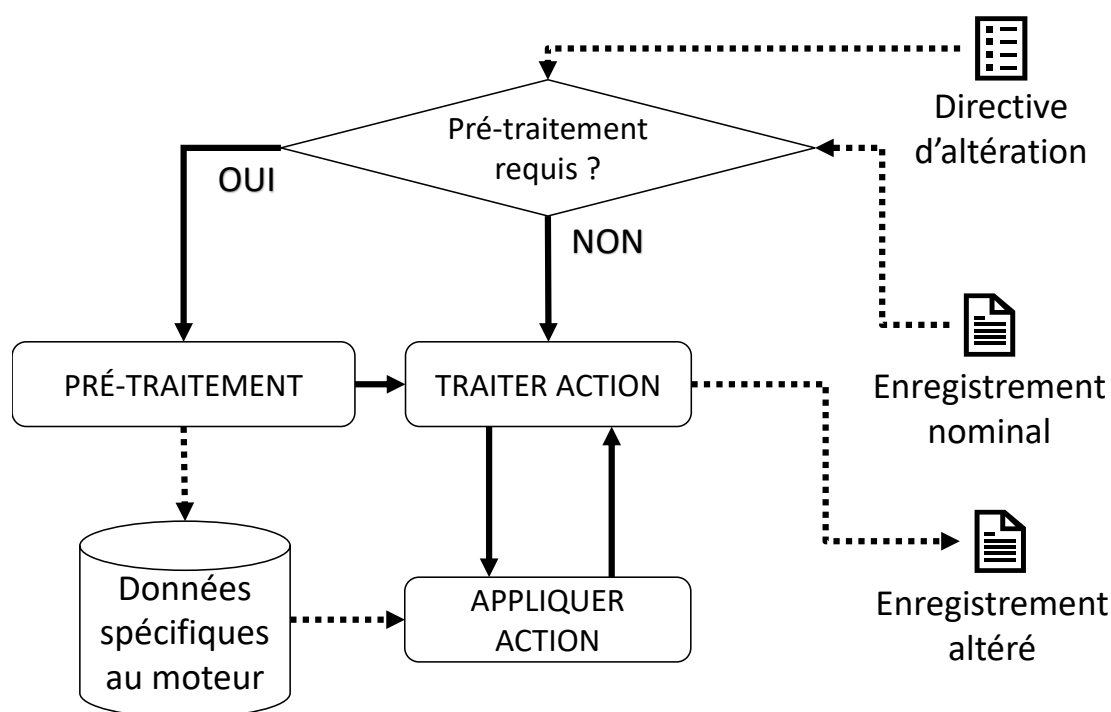 Directive
d'altération
Pré-traitement
requis ?
OUI
NON
Enregistrement
nominal
PRÉ-TRAITEMENT
TRAITER ACTION
Enregistrement
altéré
Données
spécifiques
au moteur
APPLIQUER
ACTION